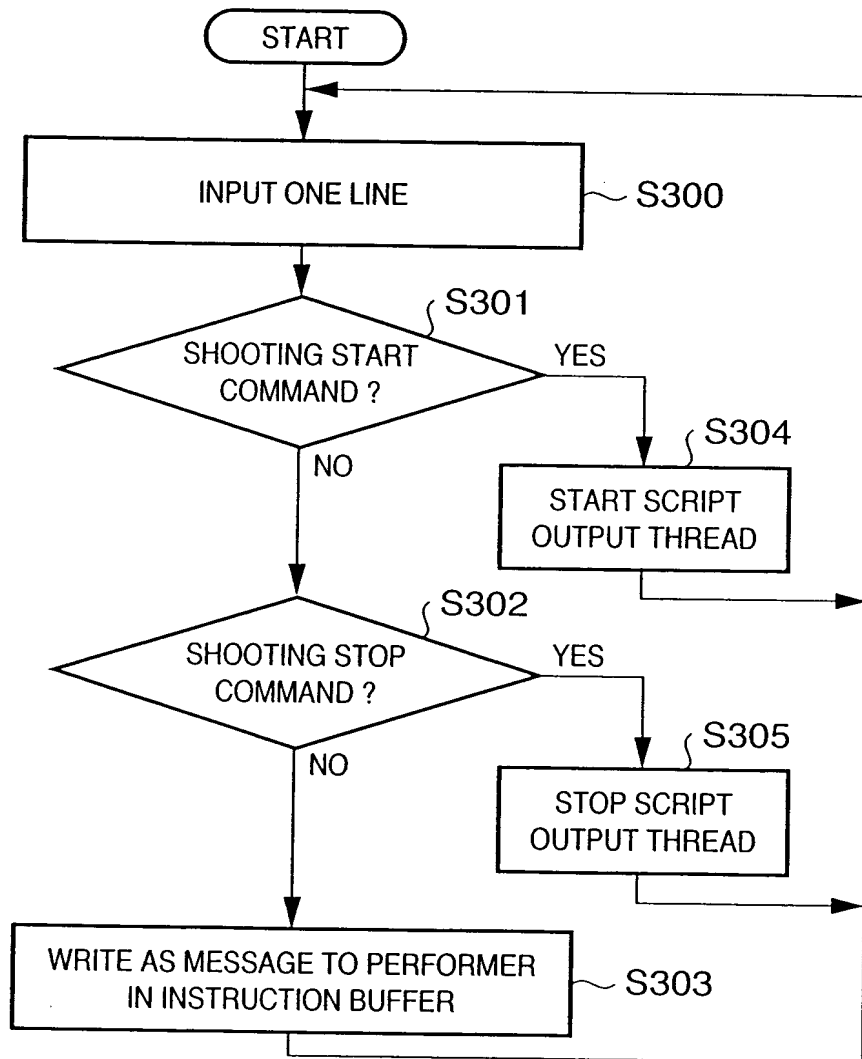 START
INPUT ONE LINE
S300
S301
SHOOTING START
COMMAND ?
YES
NO
S304
START SCRIPT
OUTPUT THREAD
S302
SHOOTING STOP
COMMAND ?
YES
NO
S305
STOP SCRIPT
OUTPUT THREAD
WRITE AS MESSAGE TO PERFORMER
IN INSTRUCTION BUFFER
S303